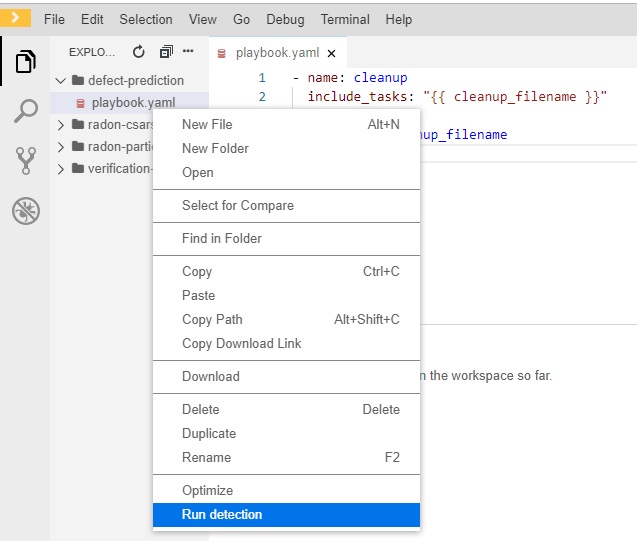 File Edit Selection View Go Debug Terminal Help
EXPLO...
playbook.yaml
defect-prediction
playbook.yaml
radon-csars
radon-parti
verification-
1 - name: cleanup
2 include_tasks: "{{ cleanup_filename }}"
up_filename
New File Alt+N
New Folder
Open
Select for Compare
Find in Folder
Copy Ctrl+C
Paste
Copy Path Alt+Shift+C
Copy Download Link
Download
Delete Delete
Duplicate
Rename F2
Optimize
Run detection
n the workspace so far.